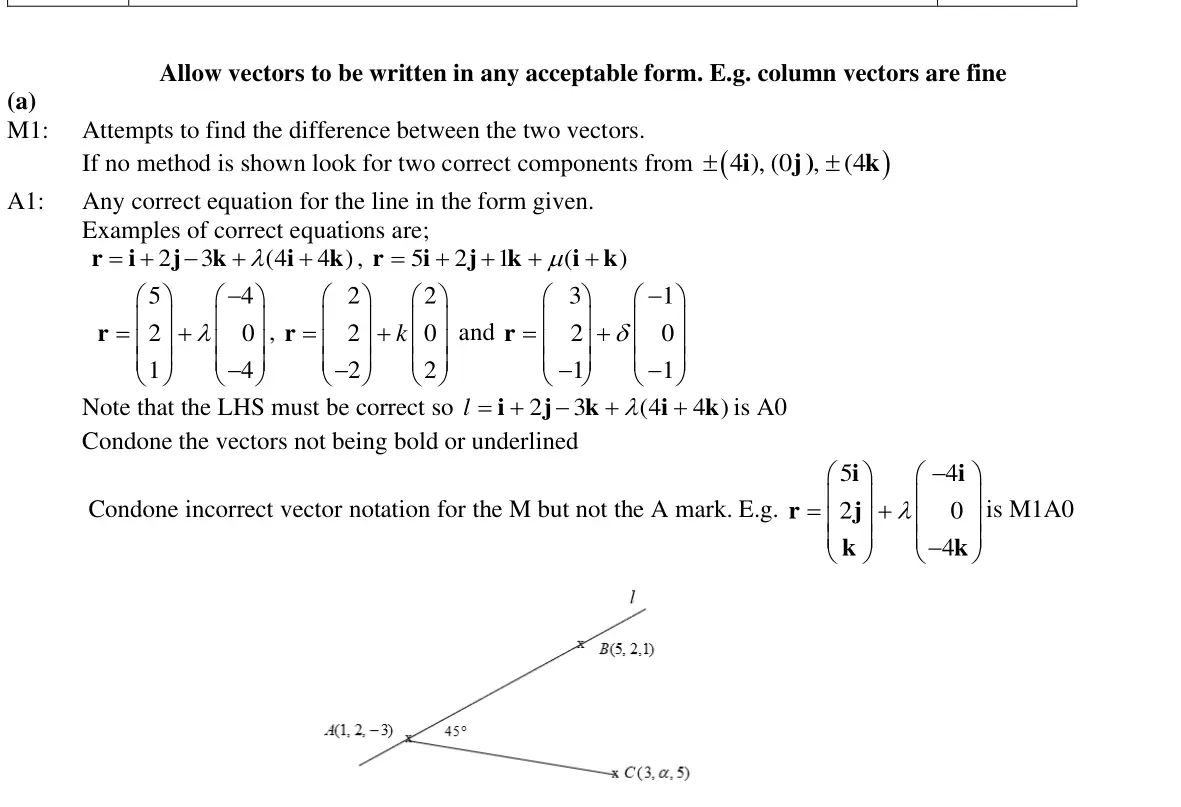 Allow vectors to be written in any acceptable form. E.g. column vectors are fine
(a)
M1: Attempts to find the difference between the two vectors.
If no method is shown look for two correct components from ±(4i), (0j), ±(4k)
A1: Any correct equation for the line in the form given.
Examples of correct equations are;
r = i + 2j − 3k + λ(4i + 4k), r = 5i + 2j + 1k + μ(i + k)
r = (5 2 1) + λ(−4 0 −4), r = (2 2 −2) + k(2 0 2) and r = (3 2 −1) + δ(−1 0 −1)
Note that the LHS must be correct so l = i + 2j − 3k + λ(4i + 4k) is A0
Condone the vectors not being bold or underlined
Condone incorrect vector notation for the M but not the A mark. E.g. r = (5i 2j k) + λ(−4i 0 −4k) is M1A0
l
B(5, 2,1)
A(1, 2, −3) 45°
C(3, α, 5)